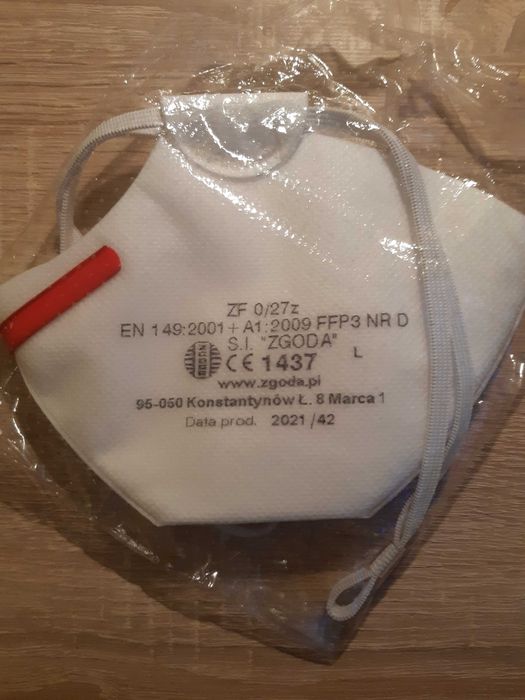 ZF 0/27z
EN 149:2001 + A1:2009 FFP3 NR D
S.I. "ZGODA"
ZGODA CE 1437 L
www.zgoda.pl
95-050 Konstantynów Ł. 8 Marca 1
Data prod. 2021/42